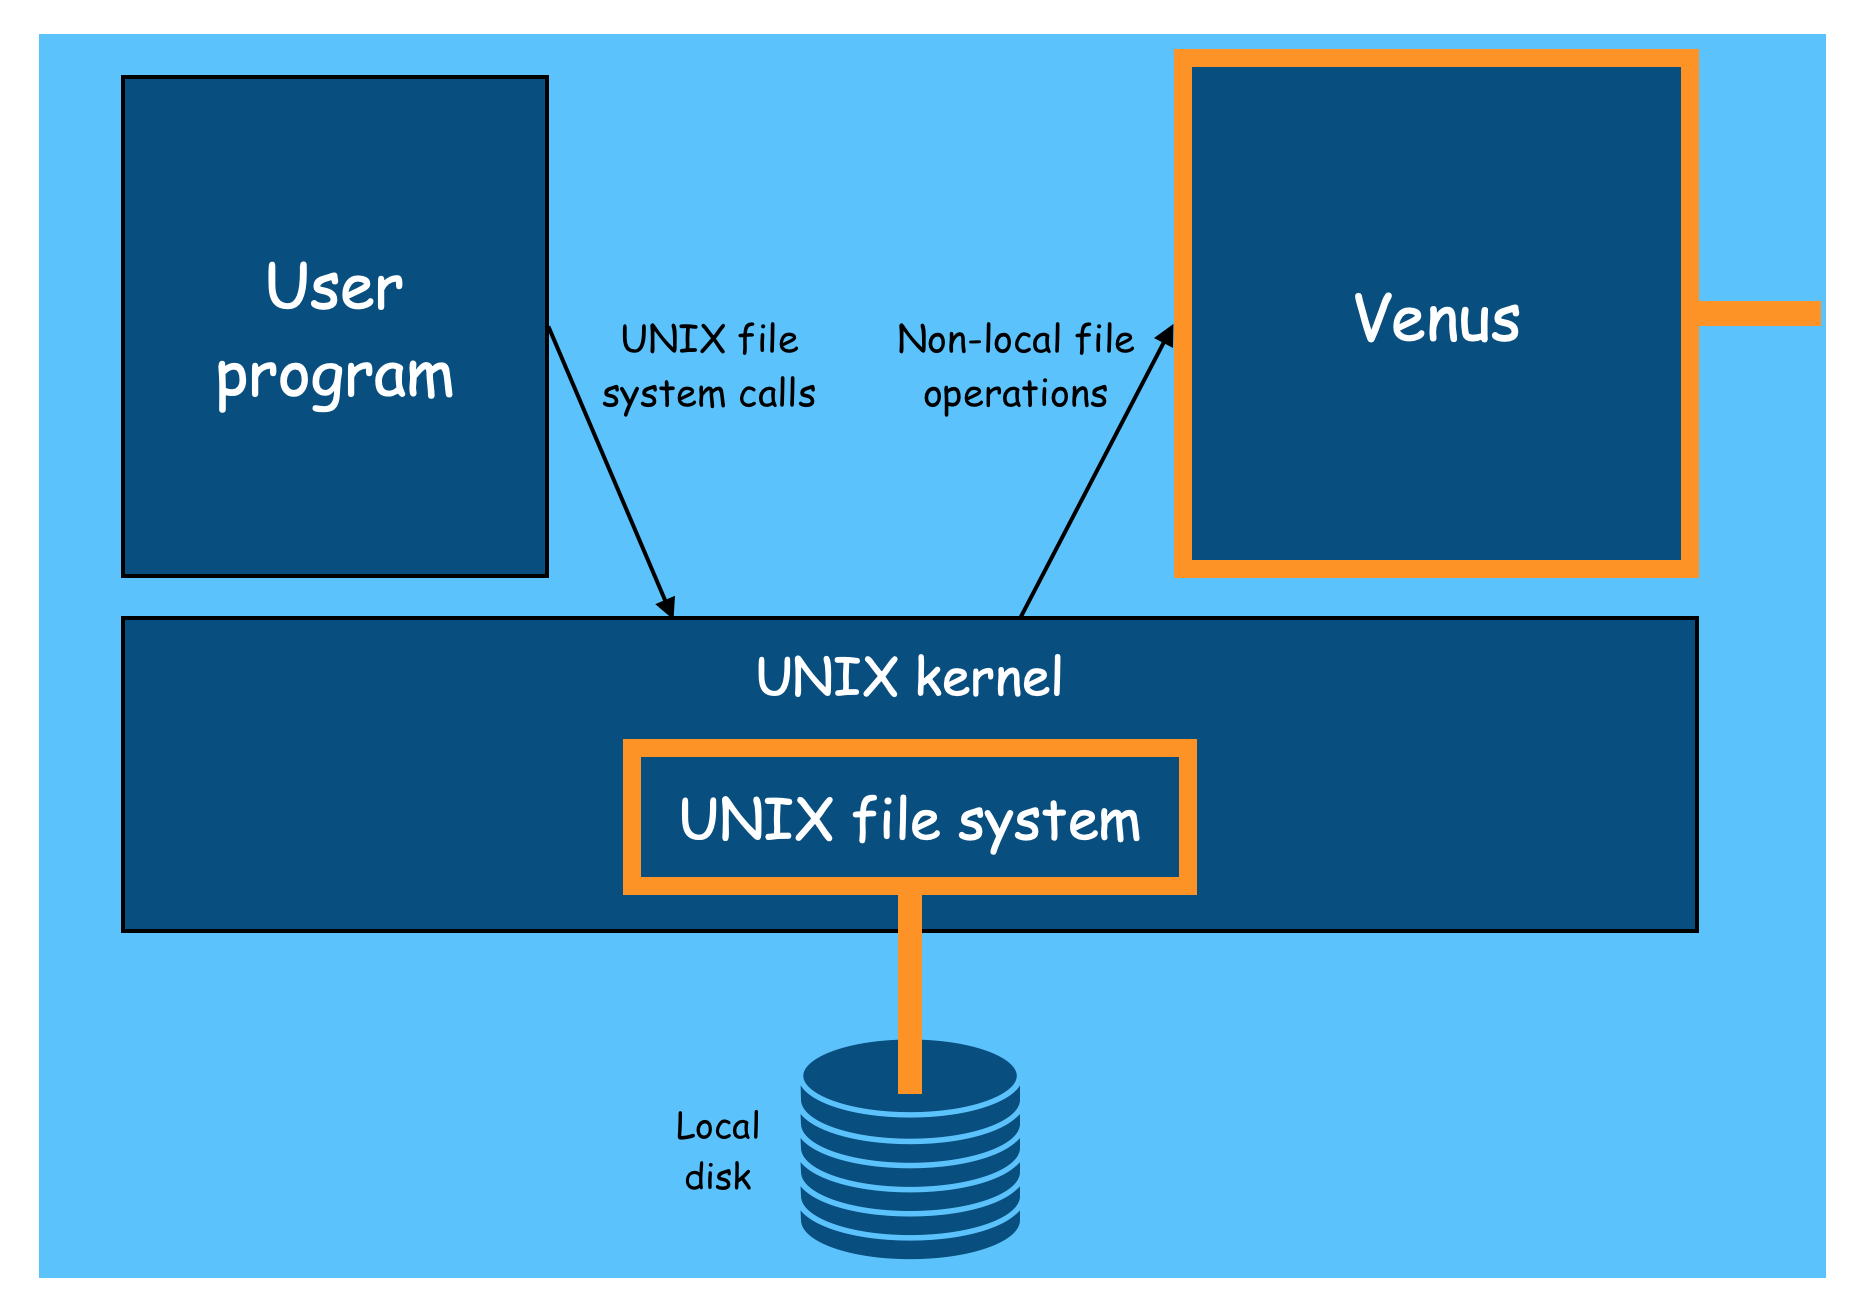 User
program
UNIX file
system calls
Non-local file
operations
Venus
UNIX kernel
UNIX file system
Local
disk